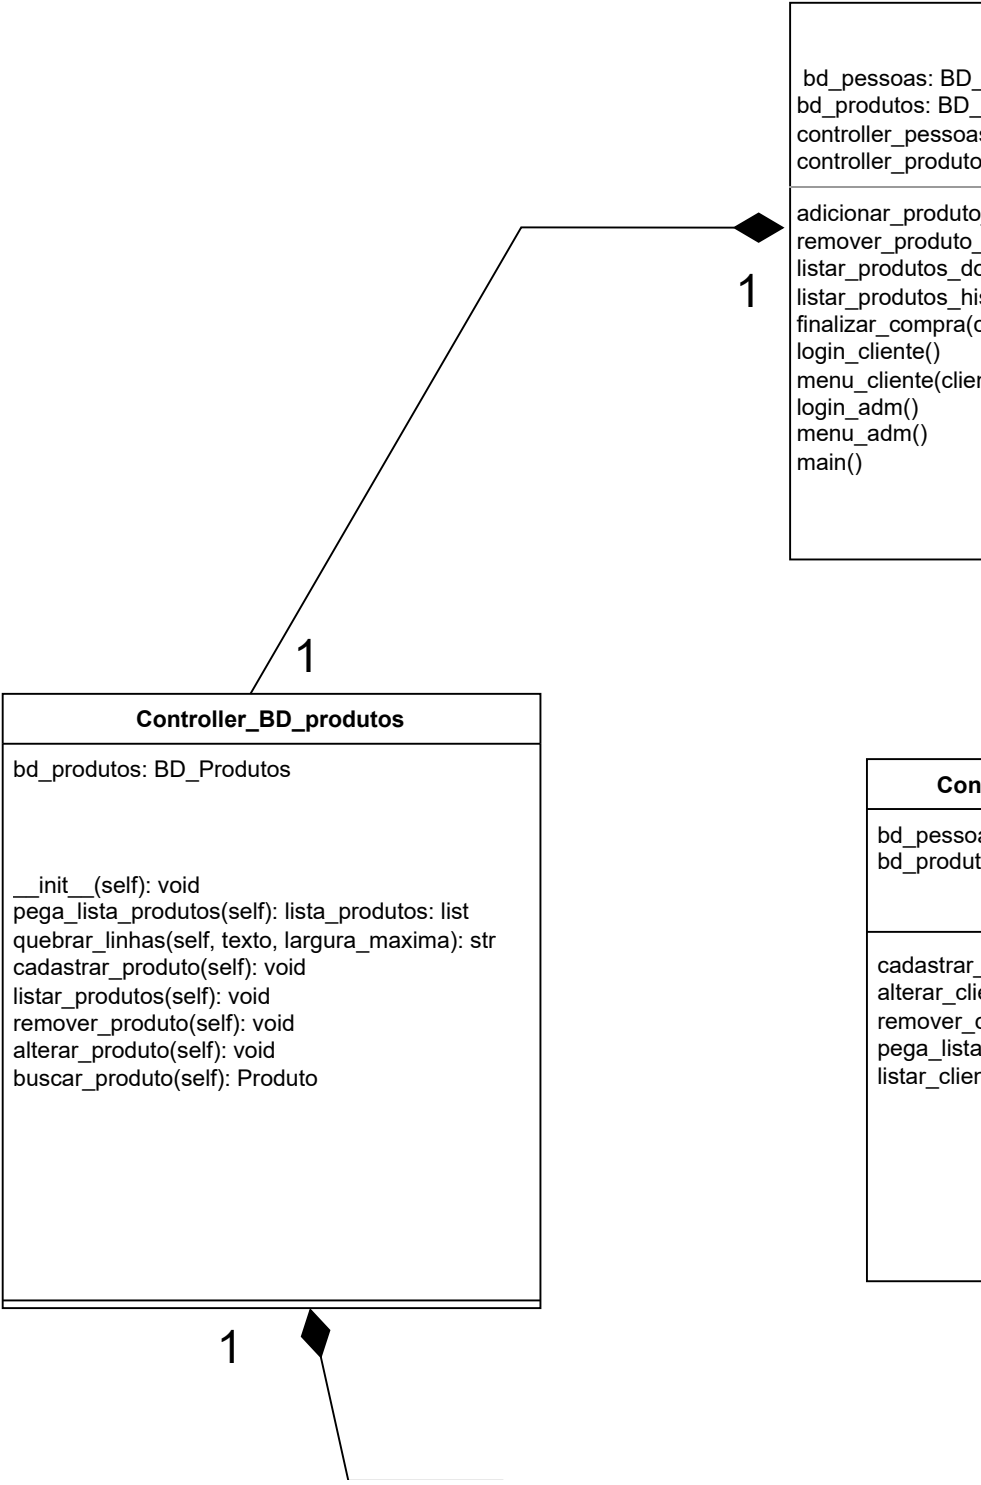 bd_pessoas: BD_
bd_produtos: BD_
controller_pessoas
controller_produto
adicionar_produto_
remover_produto_
listar_produtos_do
listar_produtos_his
finalizar_compra(c
login_cliente()
menu_cliente(clien
login_adm()
menu_adm()
main()
1
1
Controller_BD_produtos
bd_produtos: BD_Produtos
__init__(self): void
pega_lista_produtos(self): lista_produtos: list
quebrar_linhas(self, texto, largura_maxima): str
cadastrar_produto(self): void
listar_produtos(self): void
remover_produto(self): void
alterar_produto(self): void
buscar_produto(self): Produto
1
Con
bd_pessoa
bd_produt
cadastrar_
alterar_clie
remover_c
pega_lista
listar_clien